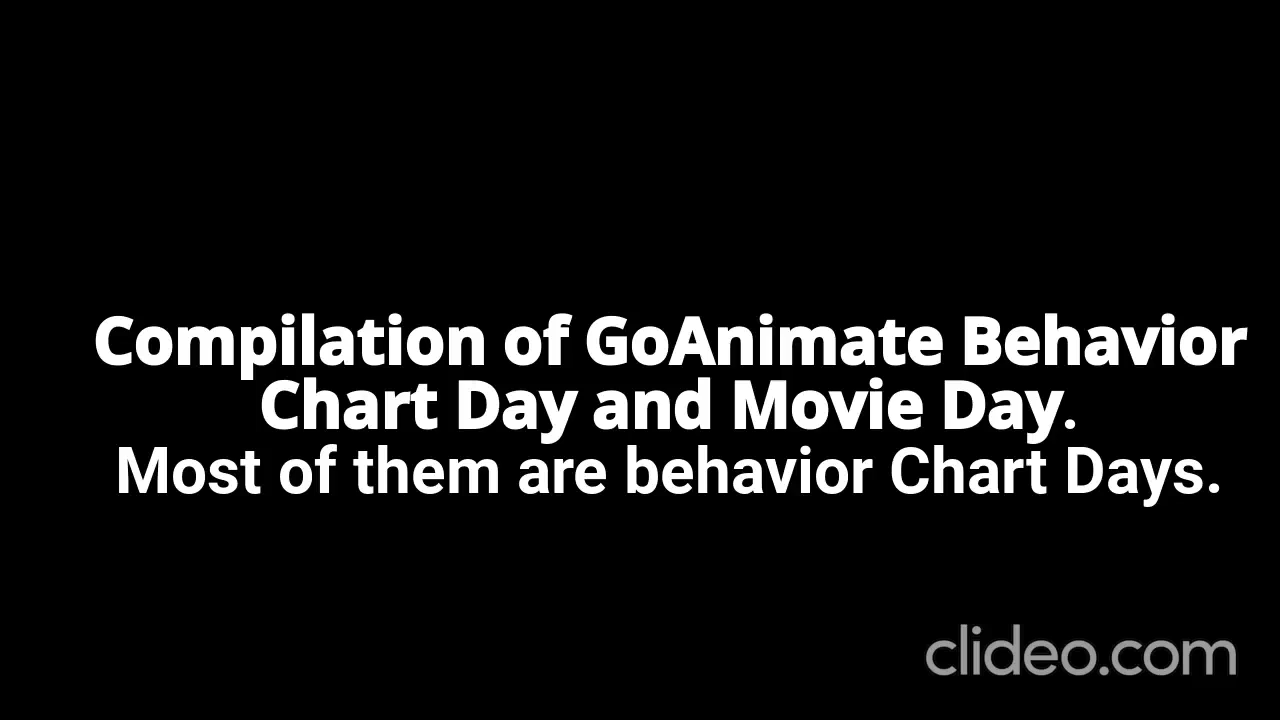 Compilation of GoAnimate Behavior
Chart Day and Movie Day.
Most of them are behavior Chart Days.
clideo.com